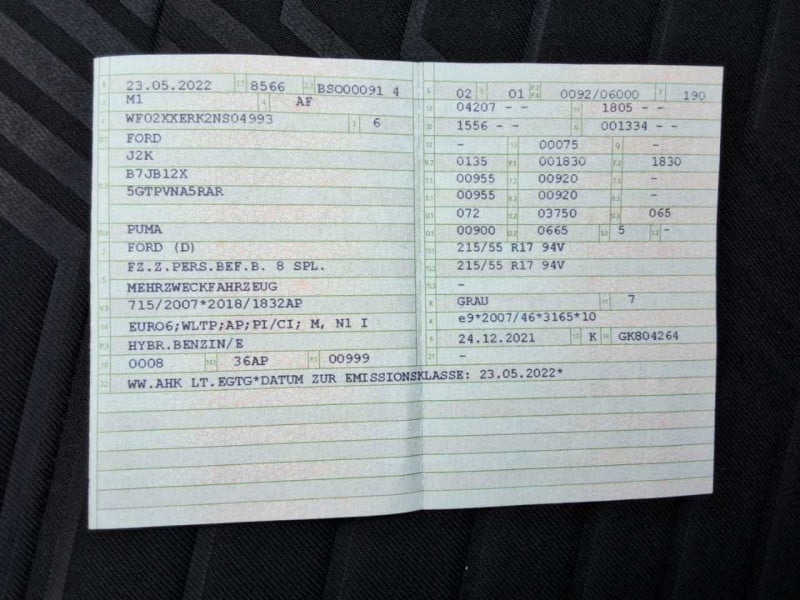 23.05.2022 8566 BSO000091 4
M1 AF
WF02XXERK2NS04993 6
FORD
J2K
B7JB12X
5GTPVNA5RAR
PUMA
FORD (D)
FZ.Z.PERS.BEF.B. 8 SPL.
MEHRZWECKFAHRZEUG
715/2007*2018/1832AP
EURO6;WLTP;AP;PI/CI; M, N1 I
HYBR.BENZIN/E
0008 36AP 00999
WW.AHK LT.EGTG*DATUM ZUR EMISSIONSKLASSE: 23.05.2022*
02 01 0092/06000 190
04207 - - 1805 - -
1556 - - 001334 - -
- 00075 -
0135 001830 1830
00955 00920 -
00955 00920 -
072 03750 065
00900 0665 5 -
215/55 R17 94V
215/55 R17 94V
-
GRAU 7
e9*2007/46*3165*10
24.12.2021 K GK804264
-